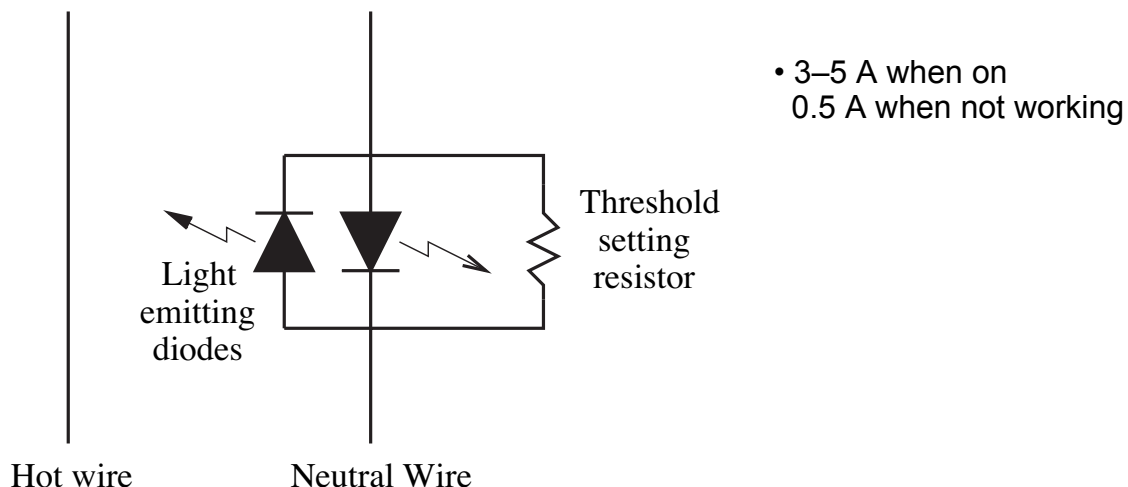 • 3–5 A when on
0.5 A when not working
Threshold
setting
resistor
Light
emitting
diodes
Hot wire
Neutral Wire